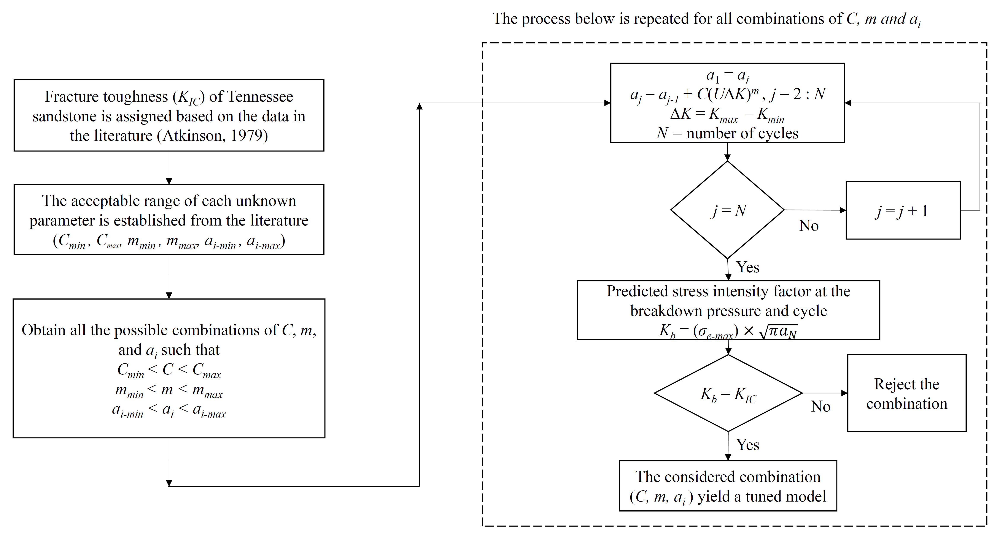 The process below is repeated for all combinations of C, m and a_i
Fracture toughness (K_IC) of Tennessee
sandstone is assigned based on the data in
the literature (Atkinson, 1979)
The acceptable range of each unknown
parameter is established from the literature
(C_min , C_max, m_min , m_max, a_i-min , a_i-max)
Obtain all the possible combinations of C, m,
and a_i such that
C_min < C < C_max
m_min < m < m_max
a_i-min < a_i < a_i-max
a_1 = a_i
a_j = a_j-1 + C(UΔK)^m , j = 2 : N
ΔK = K_max – K_min
N = number of cycles
j = N
No
j = j + 1
Yes
Predicted stress intensity factor at the
breakdown pressure and cycle
K_b = (σ_e-max) × √πa_N
K_b = K_IC
No
Reject the
combination
Yes
The considered combination
(C, m, a_i ) yield a tuned model